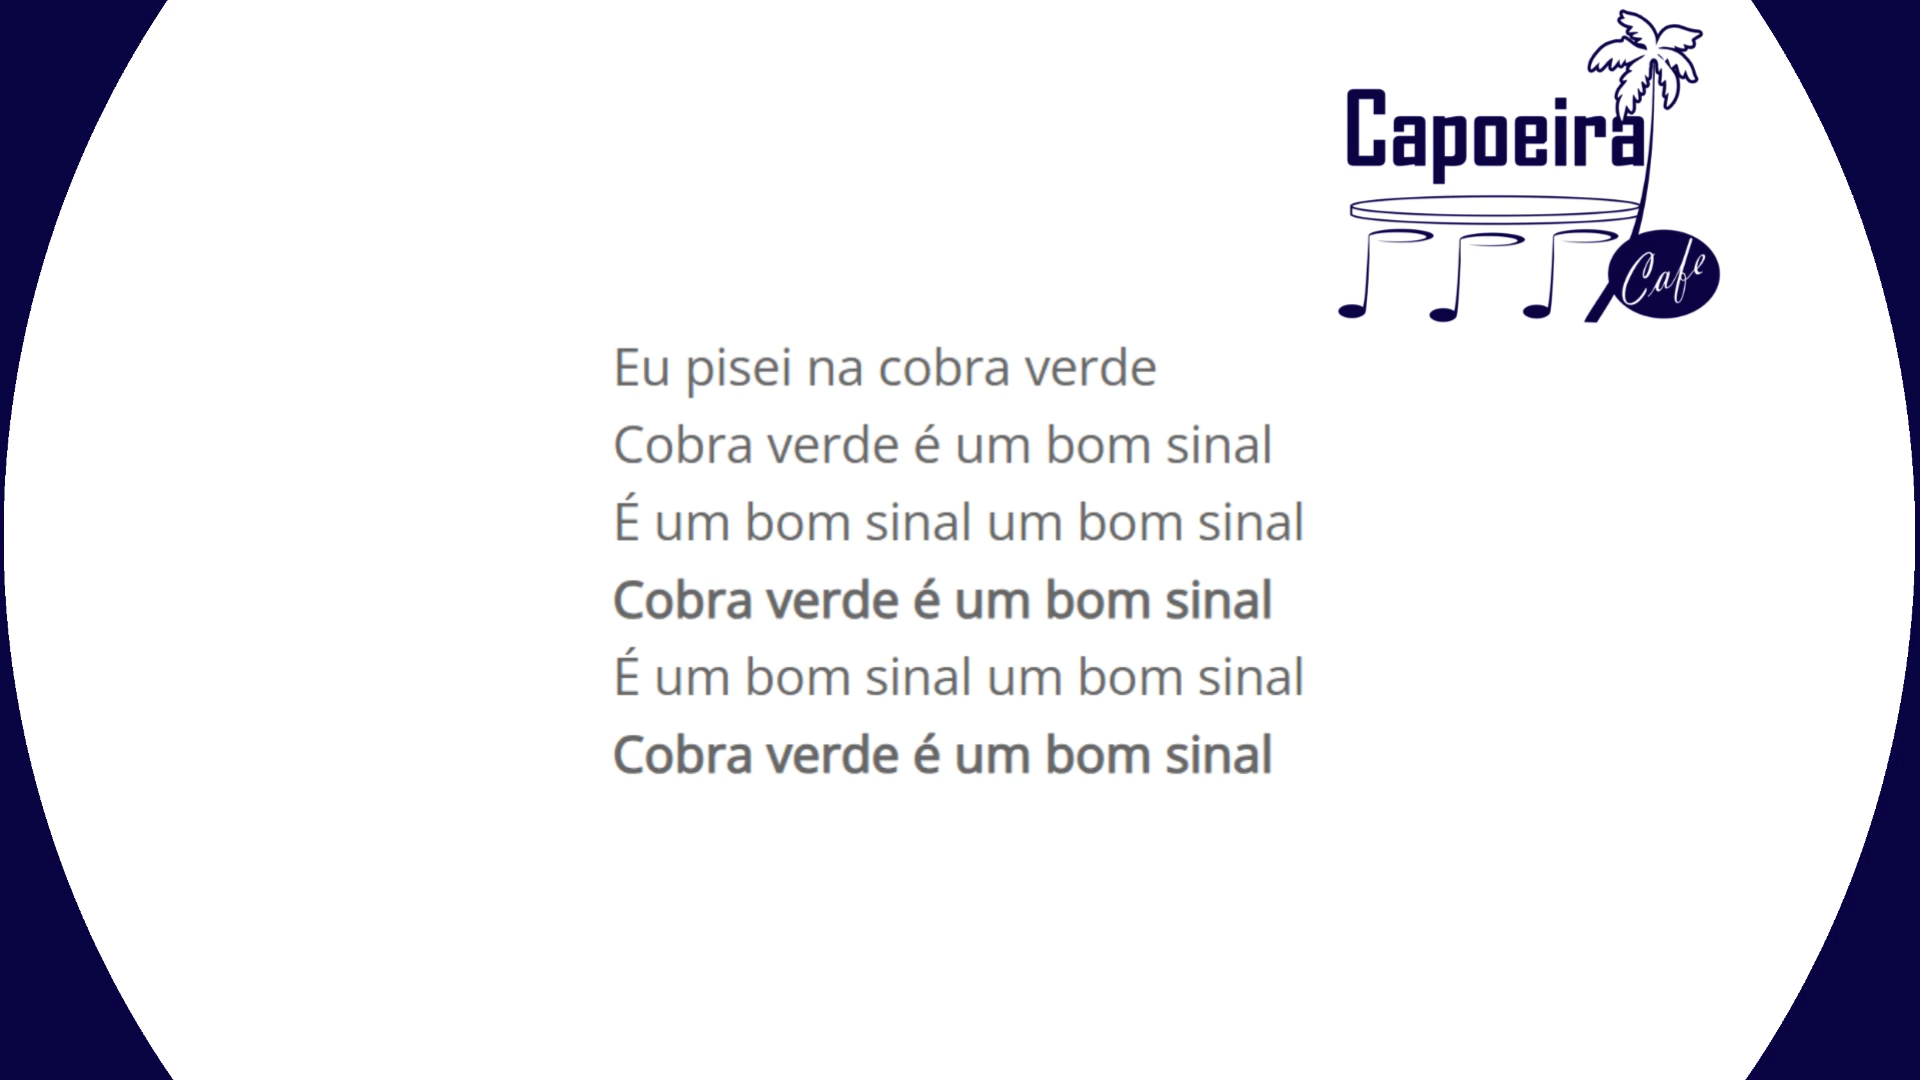 Capoeira
Cafe
Eu pisei na cobra verde
Cobra verde é um bom sinal
É um bom sinal um bom sinal
Cobra verde é um bom sinal
É um bom sinal um bom sinal
Cobra verde é um bom sinal